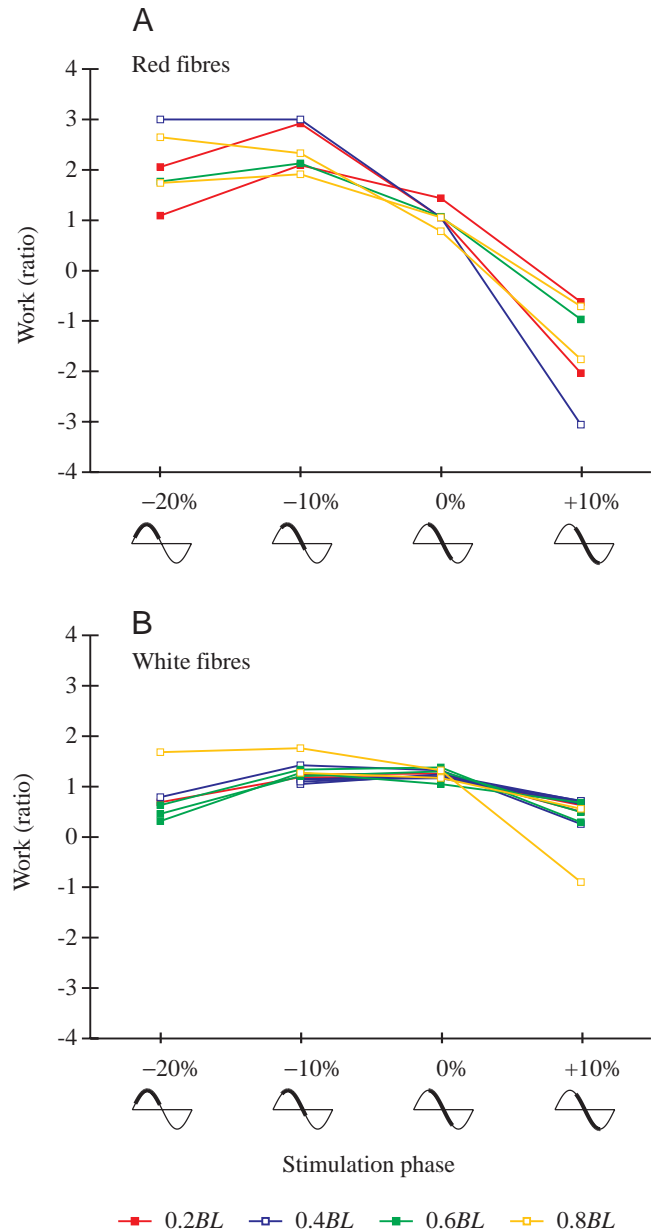 A
Red fibres
4
3
2
1
0
-1
-2
-3
-4
Work (ratio)
−20% −10% 0% +10%
B
White fibres
4
3
2
1
0
-1
-2
-3
-4
Work (ratio)
−20% −10% 0% +10%
Stimulation phase
0.2BL 0.4BL 0.6BL 0.8BL